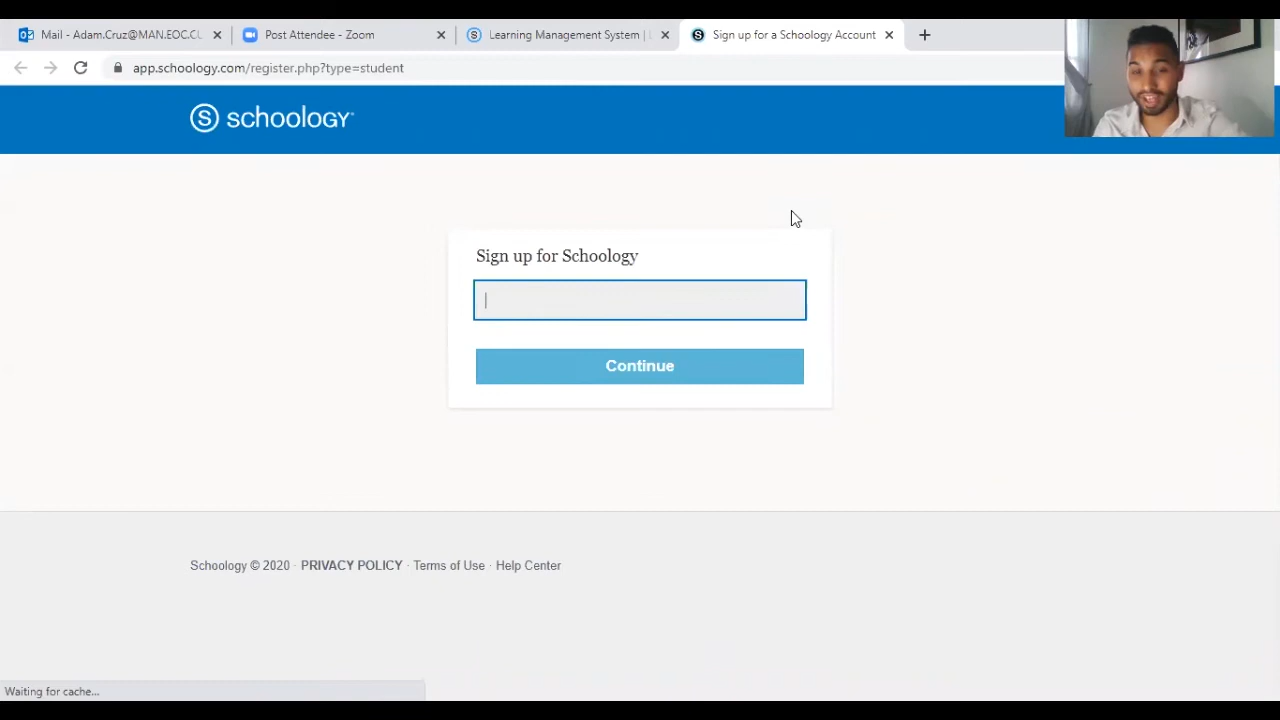 Mail - Adam.Cruz@MAN.EOC.CU
Post Attendee - Zoom
Learning Management System |
Sign up for a Schoology Account
app.schoology.com/register.php?type=student
S schoology
Sign up for Schoology
Continue
Schoology © 2020 · PRIVACY POLICY · Terms of Use · Help Center
Waiting for cache...